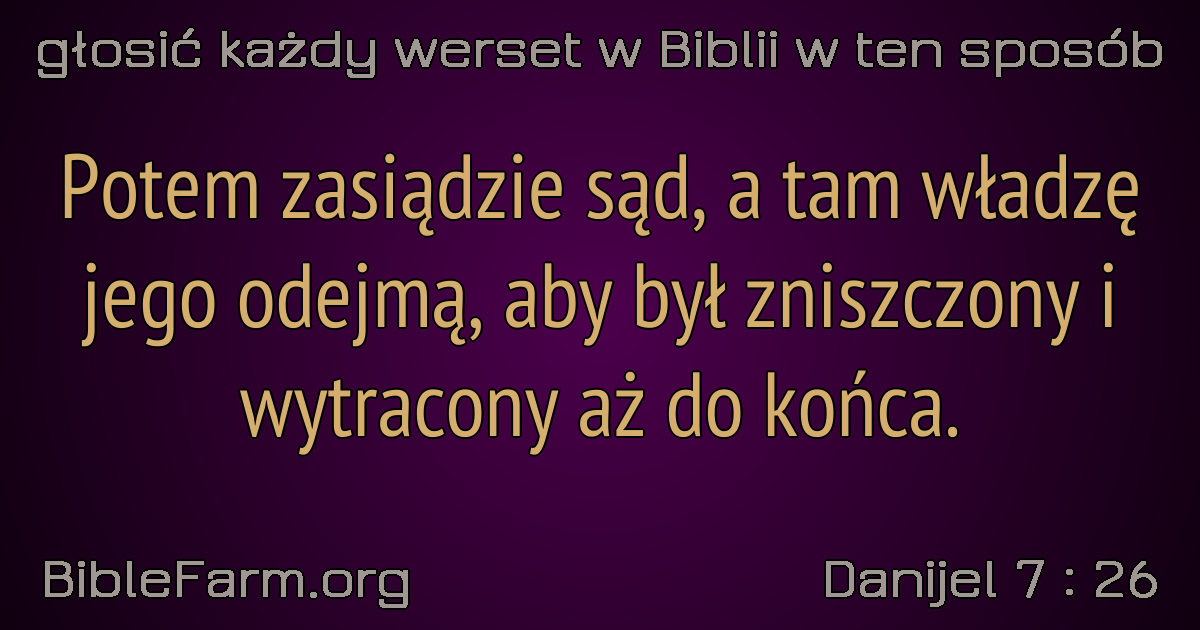 głosić każdy werset w Biblii w ten sposób
Potem zasiądzie sąd, a tam władzę
jego odejmą, aby był zniszczony i
wytracony aż do końca.
BibleFarm.org
Danijel 7 : 26